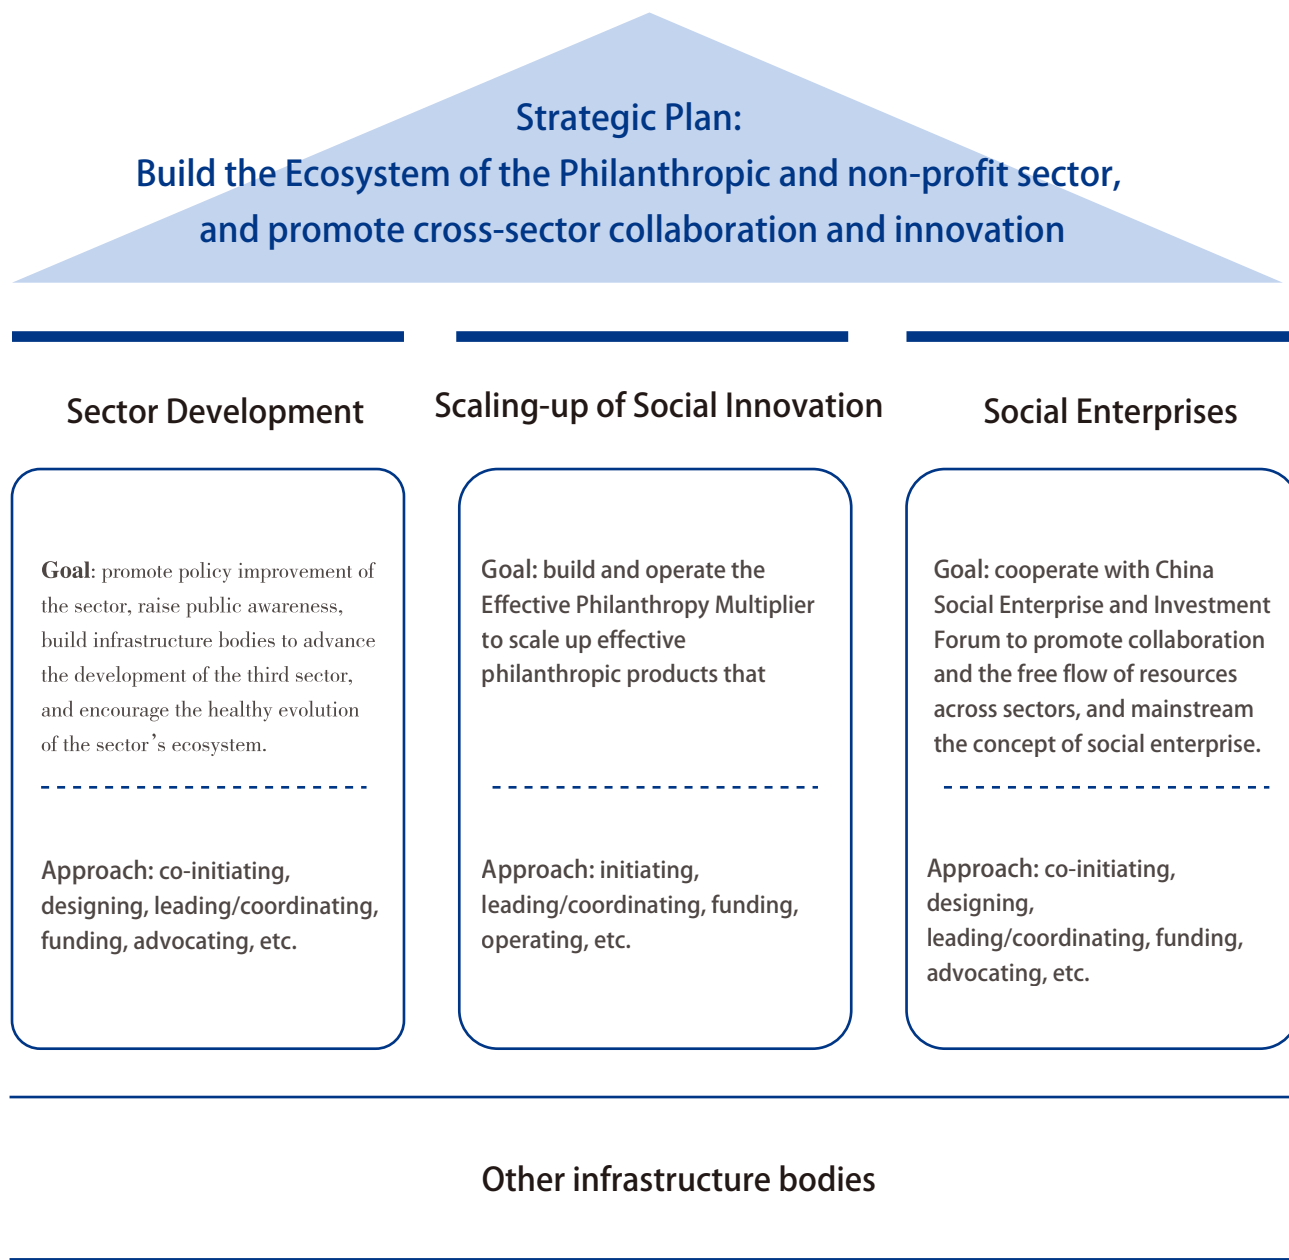 Strategic Plan:
Build the Ecosystem of the Philanthropic and non-profit sector,
and promote cross-sector collaboration and innovation
Sector Development
Goal: promote policy improvement of
the sector, raise public awareness,
build infrastructure bodies to advance
the development of the third sector,
and encourage the healthy evolution
of the sector’s ecosystem.
Approach: co-initiating,
designing, leading/coordinating,
funding, advocating, etc.
Scaling-up of Social Innovation
Goal: build and operate the
Effective Philanthropy Multiplier
to scale up effective
philanthropic products that
Approach: initiating,
leading/coordinating, funding,
operating, etc.
Social Enterprises
Goal: cooperate with China
Social Enterprise and Investment
Forum to promote collaboration
and the free flow of resources
across sectors, and mainstream
the concept of social enterprise.
Approach: co-initiating,
designing,
leading/coordinating, funding,
advocating, etc.
Other infrastructure bodies